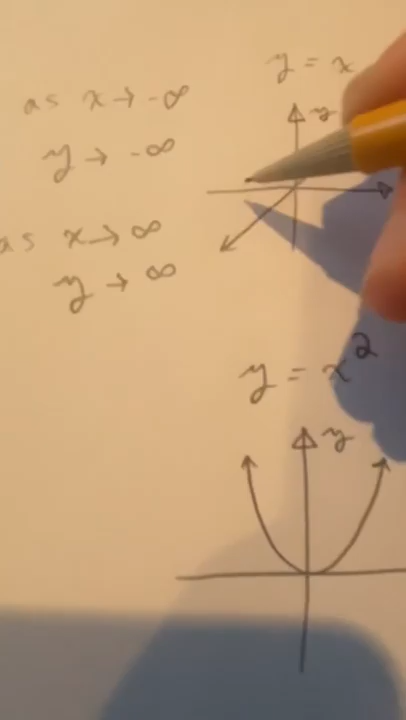 as x → -∞
y → -∞
as x → ∞
y → ∞
y = x
y
y = x²
y